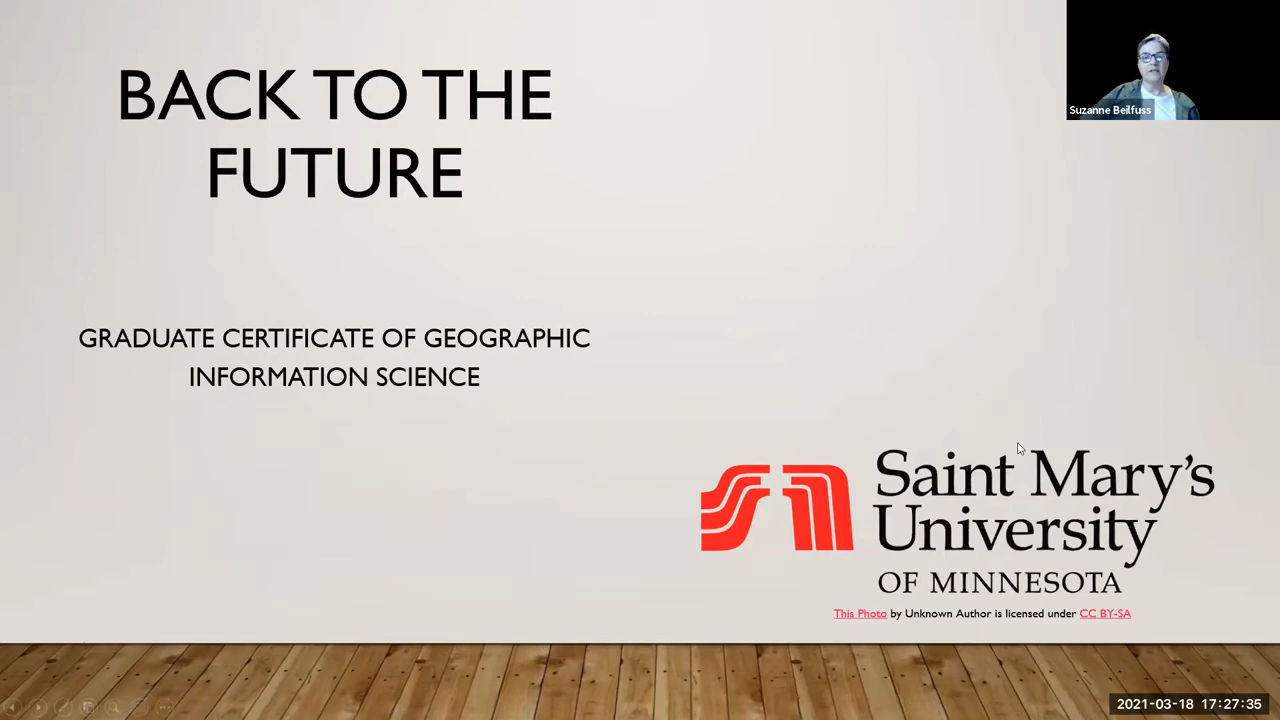 BACK TO THE
FUTURE
Suzanne Beilfuss
GRADUATE CERTIFICATE OF GEOGRAPHIC
INFORMATION SCIENCE
Saint Mary's
University
OF MINNESOTA
This Photo by Unknown Author is licensed under CC BY-SA
2021-03-18 17:27:35